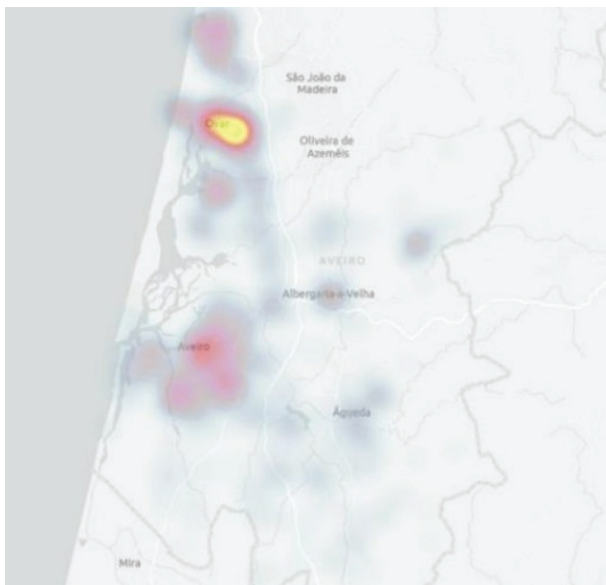 São João da
Madeira
Ovar
Oliveira de
Azeméis
AVEIRO
Albergaria-a-Velha
Aveiro
Águeda
Mira